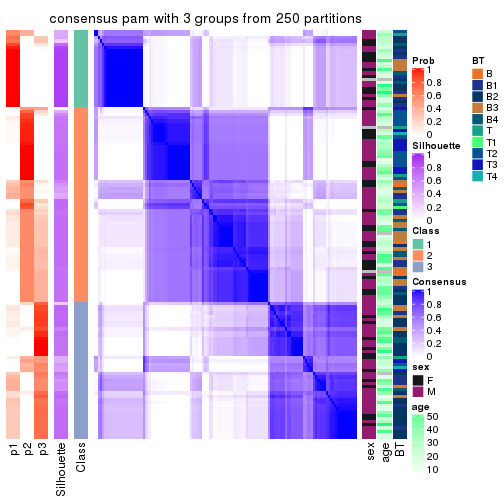 consensus pam with 3 groups from 250 partitions
Prob
1
0.8
0.6
0.4
0.2
0
Silhouette
1
0.8
0.6
0.4
0.2
0
Class
1
2
3
Consensus
1
0.8
0.6
0.4
0.2
0
sex
F
M
age
50
40
30
20
10
BT
B
B1
B2
B3
B4
T
T1
T2
T3
T4
p1
p2
p3
Silhouette
Class
sex
age
BT